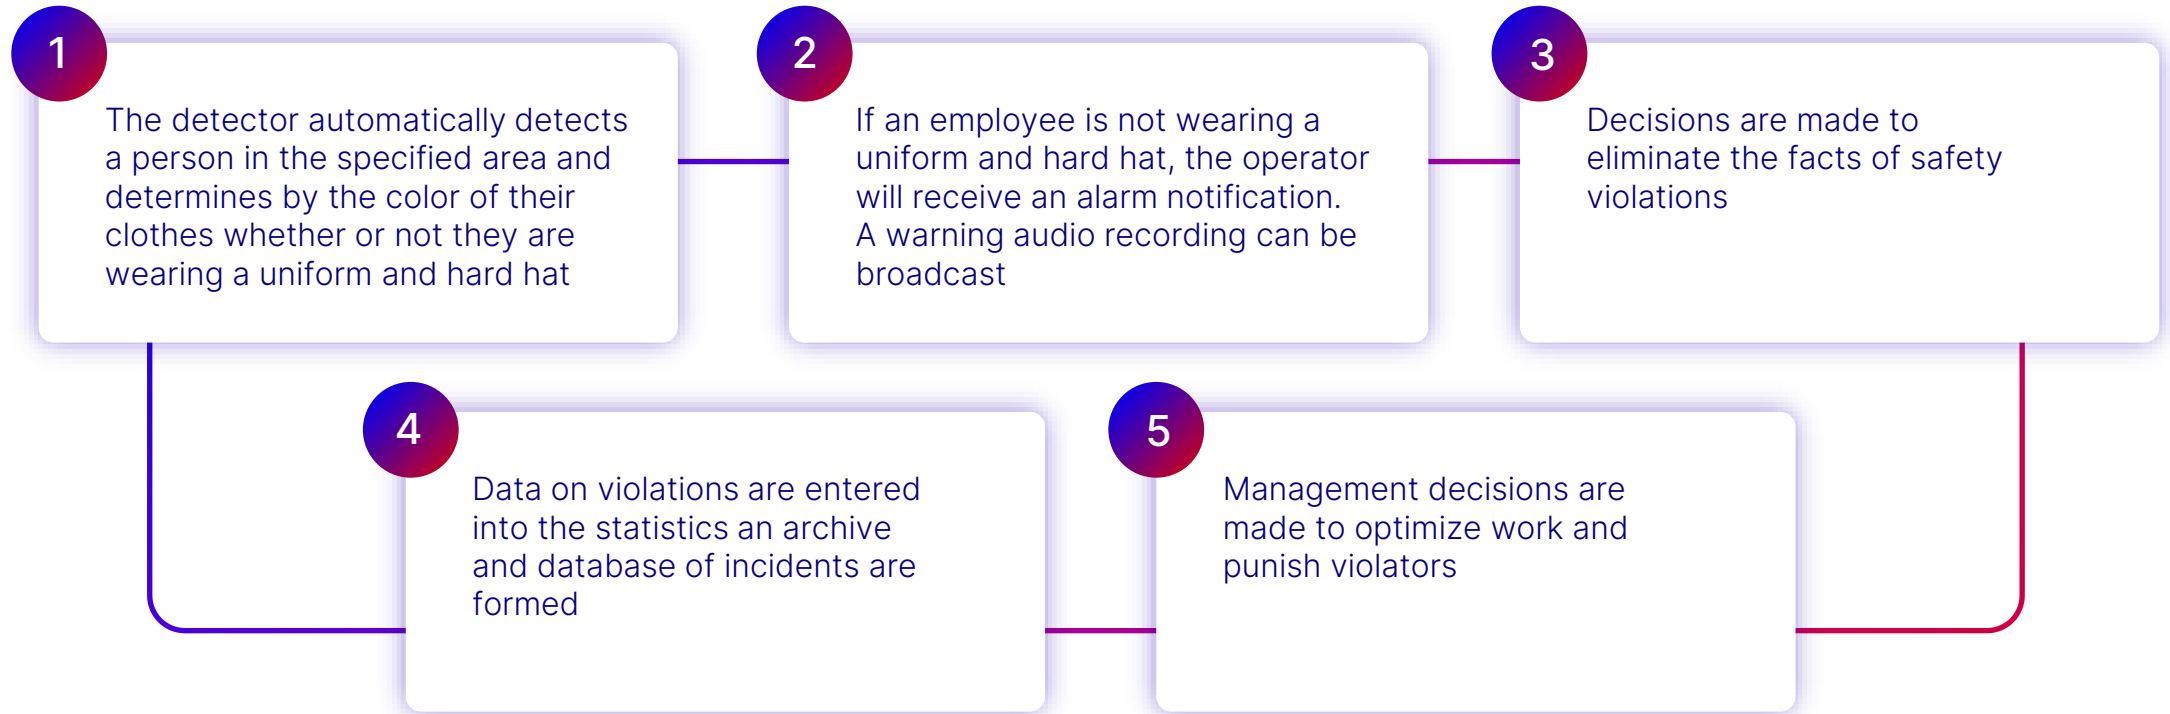 1
The detector automatically detects
a person in the specified area and
determines by the color of their
clothes whether or not they are
wearing a uniform and hard hat
2
If an employee is not wearing a
uniform and hard hat, the operator
will receive an alarm notification.
A warning audio recording can be
broadcast
3
Decisions are made to
eliminate the facts of safety
violations
4
Data on violations are entered
into the statistics an archive
and database of incidents are
formed
5
Management decisions are
made to optimize work and
punish violators